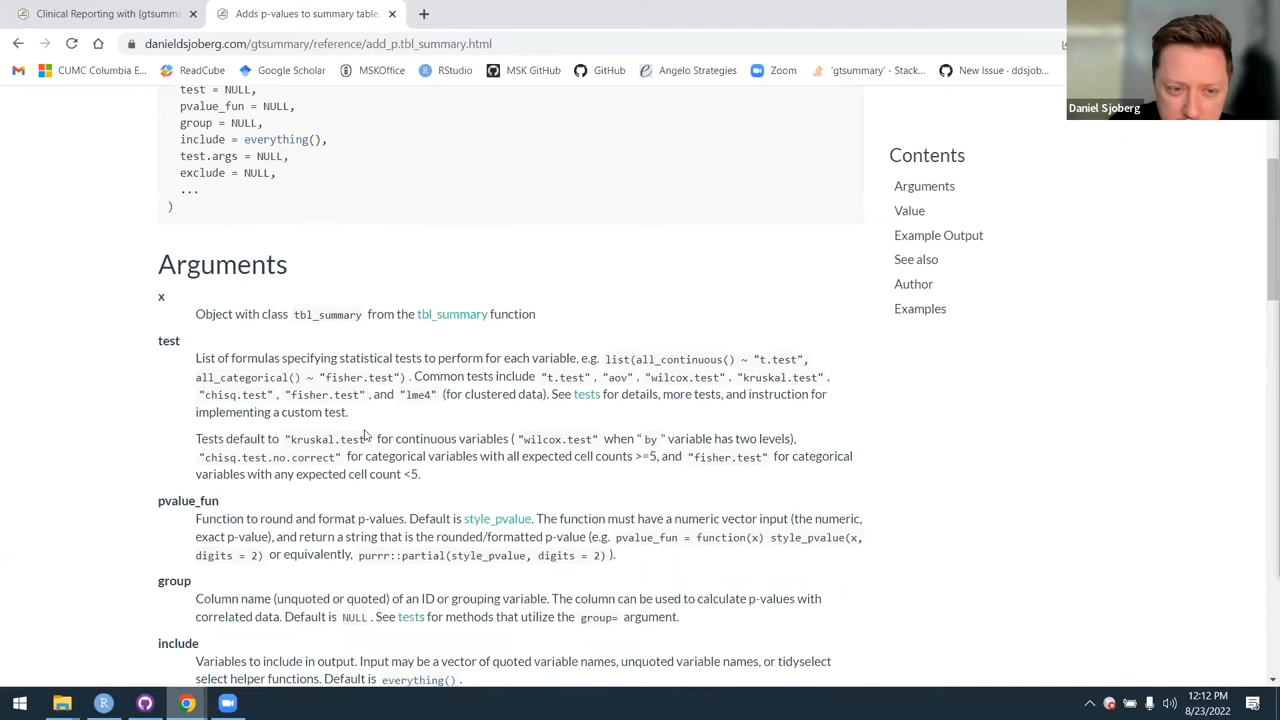 Clinical Reporting with {gtsumm
Adds p-values to summary table
danieldsjoberg.com/gtsummary/reference/add_p.tbl_summary.html
CUMC Columbia E... ReadCube Google Scholar MSKOffice RStudio MSK GitHub GitHub Angelo Strategies Zoom 'gtsummary' - Stack... New Issue · ddsjob...
Daniel Sjoberg
test = NULL,
pvalue_fun = NULL,
group = NULL,
include = everything(),
test.args = NULL,
exclude = NULL,
...
)
Contents
Arguments
Value
Example Output
See also
Author
Examples
Arguments
x
Object with class tbl_summary from the tbl_summary function
test
List of formulas specifying statistical tests to perform for each variable, e.g. list(all_continuous() ~ "t.test",
all_categorical() ~ "fisher.test"). Common tests include "t.test", "aov", "wilcox.test", "kruskal.test",
"chisq.test", "fisher.test", and "lme4" (for clustered data). See tests for details, more tests, and instruction for
implementing a custom test.
Tests default to "kruskal.test" for continuous variables ( "wilcox.test" when " by " variable has two levels),
"chisq.test.no.correct" for categorical variables with all expected cell counts >=5, and "fisher.test" for categorical
variables with any expected cell count <5.
pvalue_fun
Function to round and format p-values. Default is style_pvalue. The function must have a numeric vector input (the numeric,
exact p-value), and return a string that is the rounded/formatted p-value (e.g. pvalue_fun = function(x) style_pvalue(x,
digits = 2) or equivalently, purrr::partial(style_pvalue, digits = 2) ).
group
Column name (unquoted or quoted) of an ID or grouping variable. The column can be used to calculate p-values with
correlated data. Default is NULL . See tests for methods that utilize the group= argument.
include
Variables to include in output. Input may be a vector of quoted variable names, unquoted variable names, or tidyselect
select helper functions. Default is everything() .
12:12 PM
8/23/2022